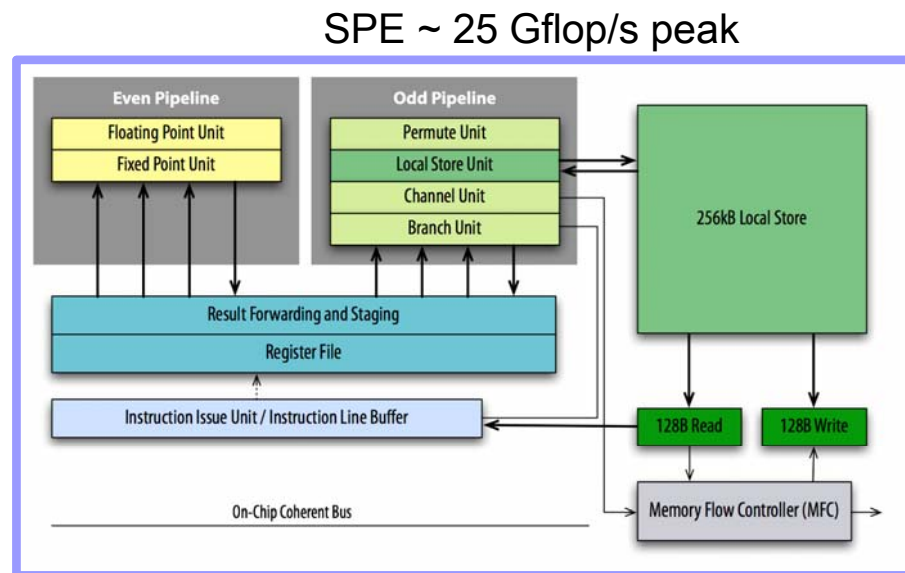 SPE ~ 25 Gflop/s peak
Even Pipeline
Floating Point Unit
Fixed Point Unit
Odd Pipeline
Permute Unit
Local Store Unit
Channel Unit
Branch Unit
256kB Local Store
Result Forwarding and Staging
Register File
Instruction Issue Unit / Instruction Line Buffer
128B Read
128B Write
On-Chip Coherent Bus
Memory Flow Controller (MFC)